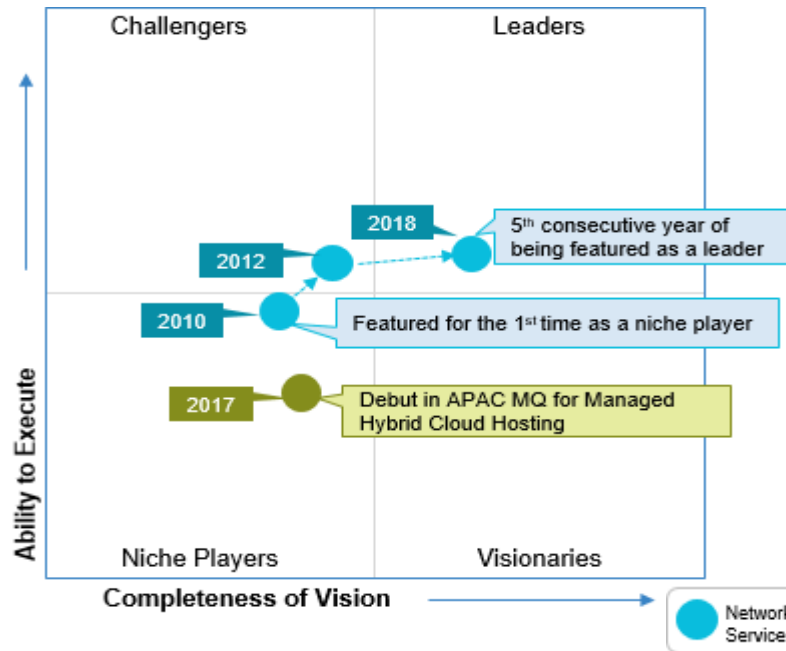 Challengers
Leaders
2018
5th consecutive year of
being featured as a leader
2012
2010
Featured for the 1st time as a niche player
2017
Debut in APAC MQ for Managed
Hybrid Cloud Hosting
Ability to Execute
Niche Players
Visionaries
Completeness of Vision
Network
Service